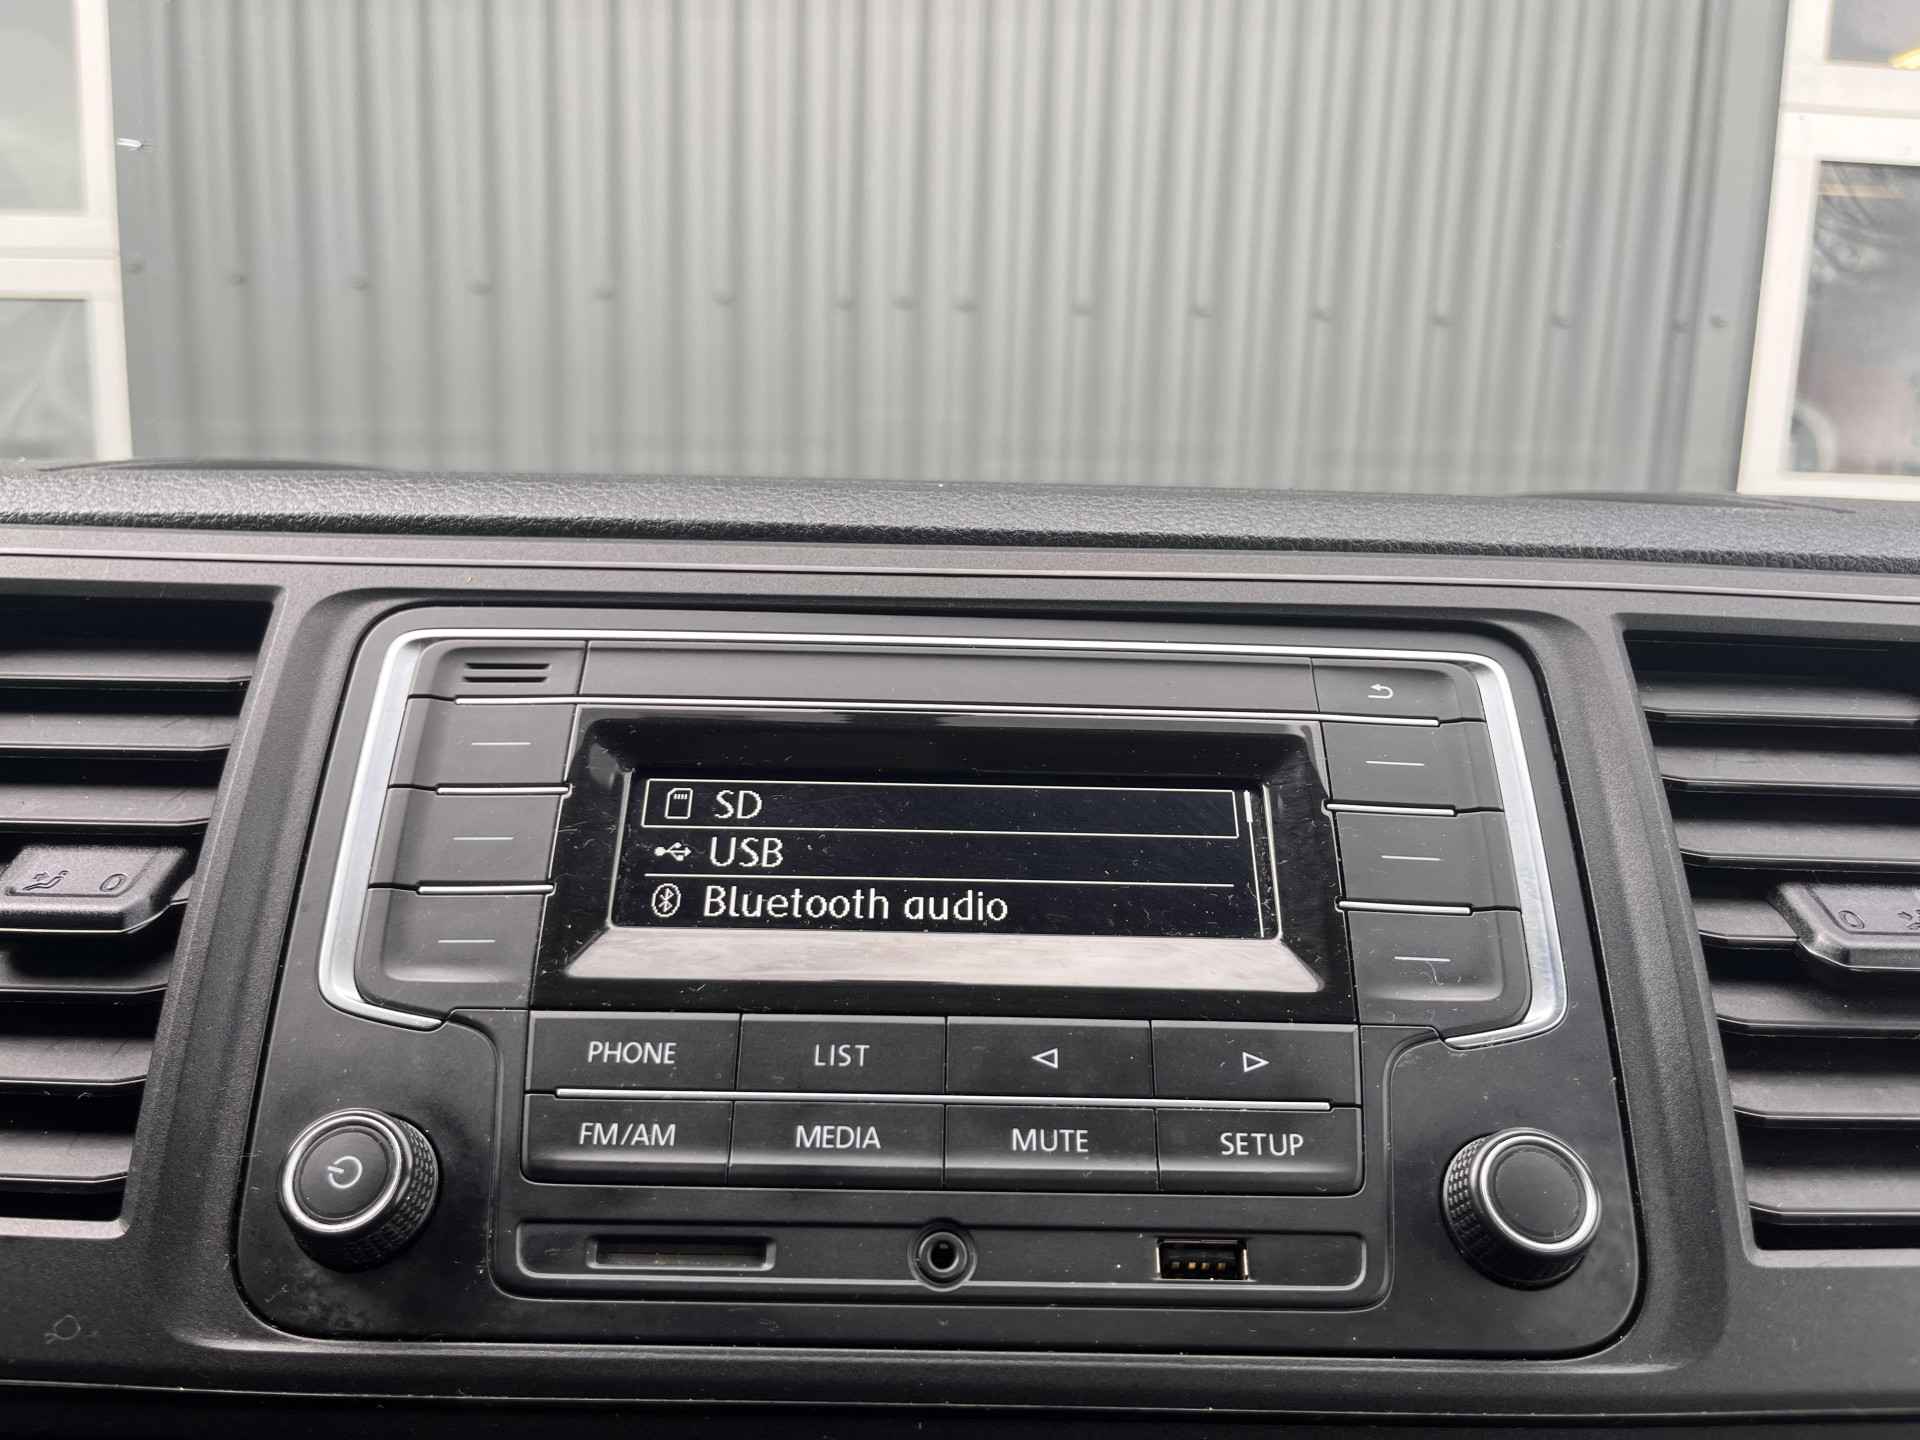 SD
USB
Bluetooth audio
PHONE LIST
FM/AM MEDIA MUTE SETUP